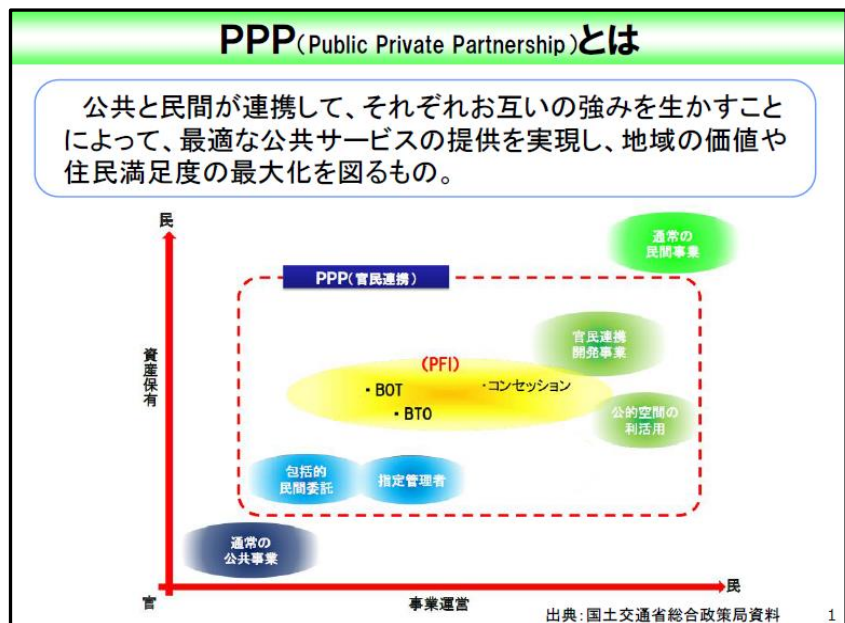 PPP(Public Private Partnership)とは
公共と民間が連携して、それぞれお互いの強みを生かすこと
によって、最適な公共サービスの提供を実現し、地域の価値や
住民満足度の最大化を図るもの。
民
通常の
民間事業
PPP(官民連携)
官民連携
開発事業
資産保有
(PFI)
・BOT
・コンセッション
・BTO
公的空間の
利活用
包括的
民間委託
指定管理者
通常の
公共事業
官
事業運営
民
出典:国土交通省総合政策局資料
1